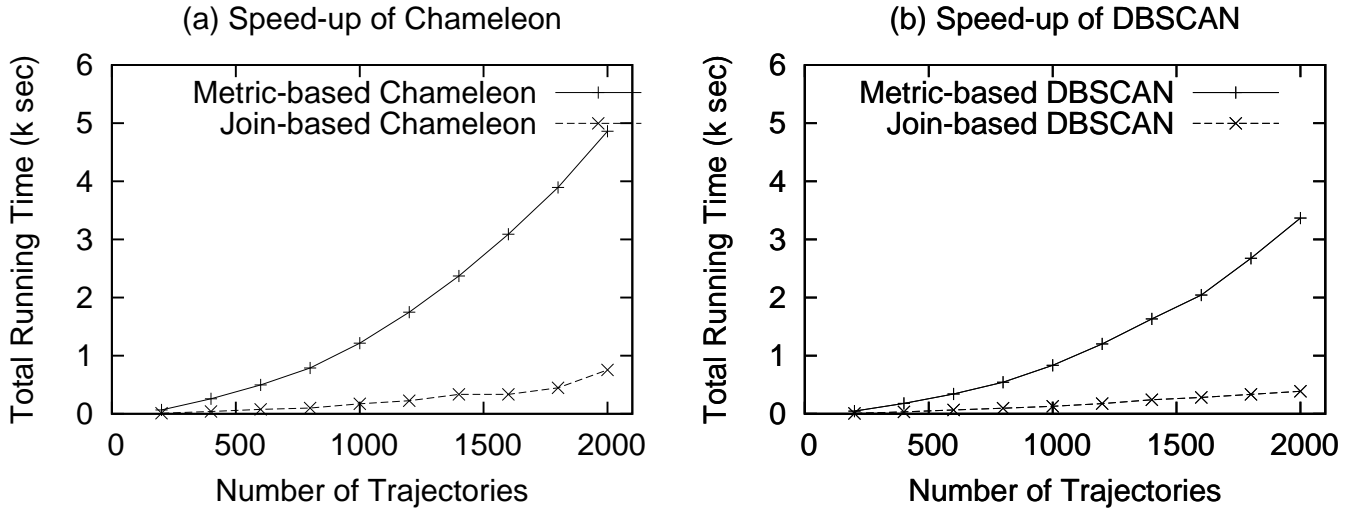 (a) Speed-up of Chameleon
Total Running Time (k sec)
6
5
4
3
2
1
0
Metric-based Chameleon
Join-based Chameleon
0 500 1000 1500 2000
Number of Trajectories
(b) Speed-up of DBSCAN
Total Running Time (k sec)
6
5
4
3
2
1
0
Metric-based DBSCAN
Join-based DBSCAN
0 500 1000 1500 2000
Number of Trajectories